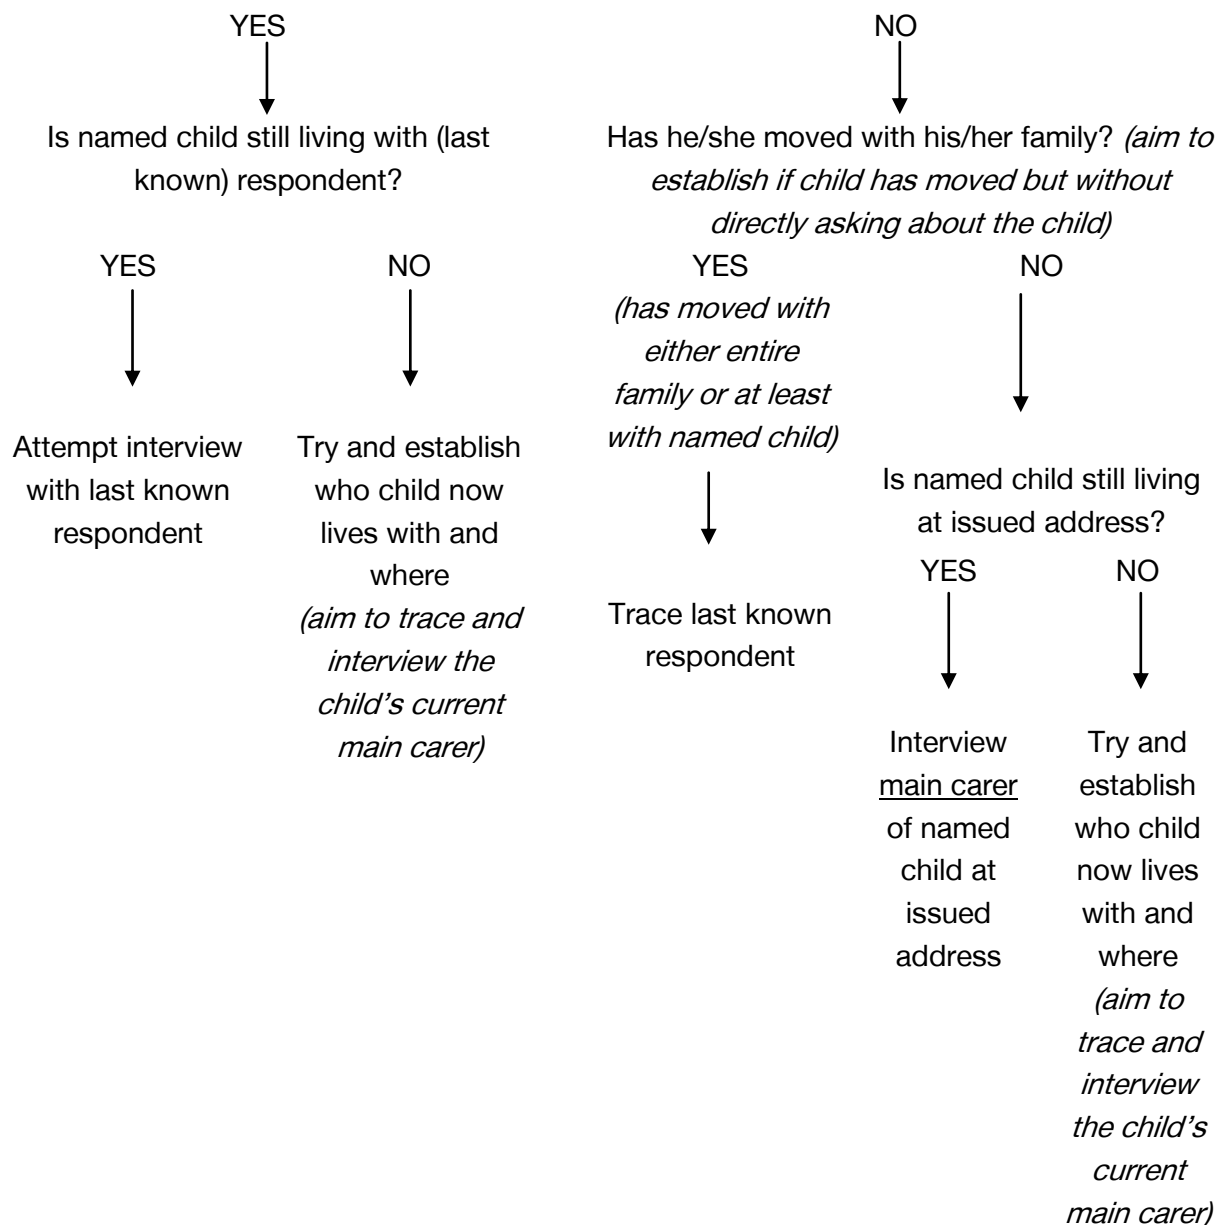 YES
NO
Is named child still living with (last
known) respondent?
Has he/she moved with his/her family? (aim to
establish if child has moved but without
directly asking about the child)
YES
NO
YES
(has moved with
either entire
family or at least
with named child)
NO
Attempt interview
with last known
respondent
Try and establish
who child now
lives with and
where
(aim to trace and
interview the
child's current
main carer)
Trace last known
respondent
Is named child still living
at issued address?
YES
NO
Interview
main carer
of named
child at
issued
address
Try and
establish
who child
now lives
with and
where
(aim to
trace and
interview
the child's
current
main carer)